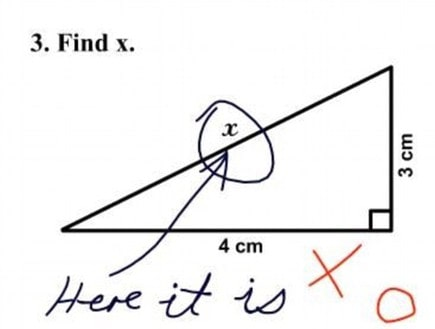 3. Find x.
x
3 cm
4 cm
Here it is X O